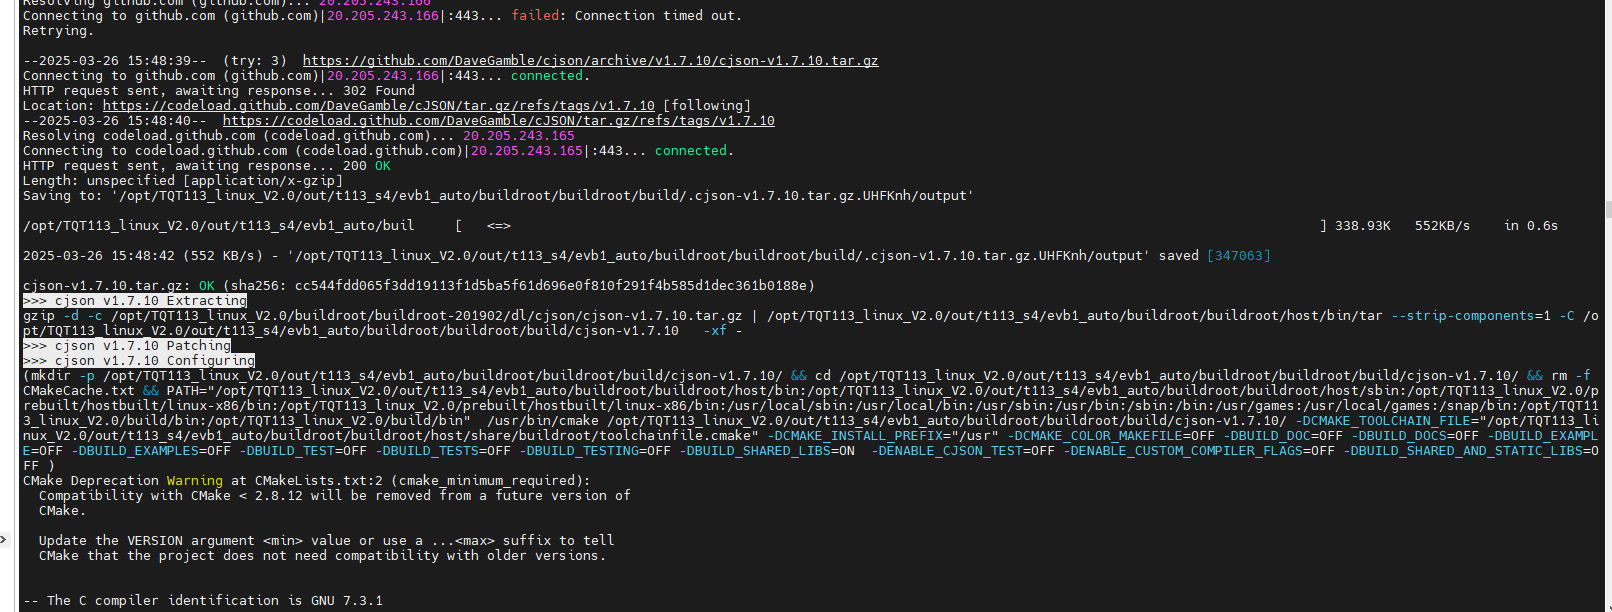 Resolving github.com (github.com)... 20.205.243.166
Connecting to github.com (github.com)|20.205.243.166|:443... failed: Connection timed out.
Retrying.
--2025-03-26 15:48:39--  (try: 3)  https://github.com/DaveGamble/cjson/archive/v1.7.10/cjson-v1.7.10.tar.gz
Connecting to github.com (github.com)|20.205.243.166|:443... connected.
HTTP request sent, awaiting response... 302 Found
Location: https://codeload.github.com/DaveGamble/cJSON/tar.gz/refs/tags/v1.7.10 [following]
--2025-03-26 15:48:40--  https://codeload.github.com/DaveGamble/cJSON/tar.gz/refs/tags/v1.7.10
Resolving codeload.github.com (codeload.github.com)... 20.205.243.165
Connecting to codeload.github.com (codeload.github.com)|20.205.243.165|:443... connected.
HTTP request sent, awaiting response... 200 OK
Length: unspecified [application/x-gzip]
Saving to: '/opt/TQT113_linux_V2.0/out/t113_s4/evb1_auto/buildroot/buildroot/build/.cjson-v1.7.10.tar.gz.UHFKnh/output'
/opt/TQT113_linux_V2.0/out/t113_s4/evb1_auto/buil     [   <=>                                                                                                     ] 338.93K   552KB/s    in 0.6s
2025-03-26 15:48:42 (552 KB/s) - '/opt/TQT113_linux_V2.0/out/t113_s4/evb1_auto/buildroot/buildroot/build/.cjson-v1.7.10.tar.gz.UHFKnh/output' saved [347063]
cjson-v1.7.10.tar.gz: OK (sha256: cc544fdd065f3dd19113f1d5ba5f61d696e0f810f291f4b585d1dec361b0188e)
>>> cjson v1.7.10 Extracting
gzip -d -c /opt/TQT113_linux_V2.0/buildroot/buildroot-201902/dl/cjson/cjson-v1.7.10.tar.gz | /opt/TQT113_linux_V2.0/out/t113_s4/evb1_auto/buildroot/buildroot/host/bin/tar --strip-components=1 -C /o
pt/TQT113_linux_V2.0/out/t113_s4/evb1_auto/buildroot/buildroot/build/cjson-v1.7.10   -xf -
>>> cjson v1.7.10 Patching
>>> cjson v1.7.10 Configuring
(mkdir -p /opt/TQT113_linux_V2.0/out/t113_s4/evb1_auto/buildroot/buildroot/build/cjson-v1.7.10/ && cd /opt/TQT113_linux_V2.0/out/t113_s4/evb1_auto/buildroot/buildroot/build/cjson-v1.7.10/ && rm -f
CMakeCache.txt && PATH="/opt/TQT113_linux_V2.0/out/t113_s4/evb1_auto/buildroot/buildroot/host/bin:/opt/TQT113_linux_V2.0/out/t113_s4/evb1_auto/buildroot/buildroot/host/sbin:/opt/TQT113_linux_V2.0/p
rebuilt/hostbuilt/linux-x86/bin:/opt/TQT113_linux_V2.0/prebuilt/hostbuilt/linux-x86/bin:/usr/local/sbin:/usr/local/bin:/usr/sbin:/usr/bin:/sbin:/bin:/usr/games:/usr/local/games:/snap/bin:/opt/TQT11
3_linux_V2.0/build/bin:/opt/TQT113_linux_V2.0/build/bin"  /usr/bin/cmake /opt/TQT113_linux_V2.0/out/t113_s4/evb1_auto/buildroot/buildroot/build/cjson-v1.7.10/ -DCMAKE_TOOLCHAIN_FILE="/opt/TQT113_li
nux_V2.0/out/t113_s4/evb1_auto/buildroot/buildroot/host/share/buildroot/toolchainfile.cmake" -DCMAKE_INSTALL_PREFIX="/usr" -DCMAKE_COLOR_MAKEFILE=OFF -DBUILD_DOC=OFF -DBUILD_DOCS=OFF -DBUILD_EXAMPL
E=OFF -DBUILD_EXAMPLES=OFF -DBUILD_TEST=OFF -DBUILD_TESTS=OFF -DBUILD_TESTING=OFF -DBUILD_SHARED_LIBS=ON  -DENABLE_CJSON_TEST=OFF -DENABLE_CUSTOM_COMPILER_FLAGS=OFF -DBUILD_SHARED_AND_STATIC_LIBS=O
FF )
CMake Deprecation Warning at CMakeLists.txt:2 (cmake_minimum_required):
  Compatibility with CMake < 2.8.12 will be removed from a future version of
  CMake.
  Update the VERSION argument <min> value or use a ...<max> suffix to tell
  CMake that the project does not need compatibility with older versions.
-- The C compiler identification is GNU 7.3.1